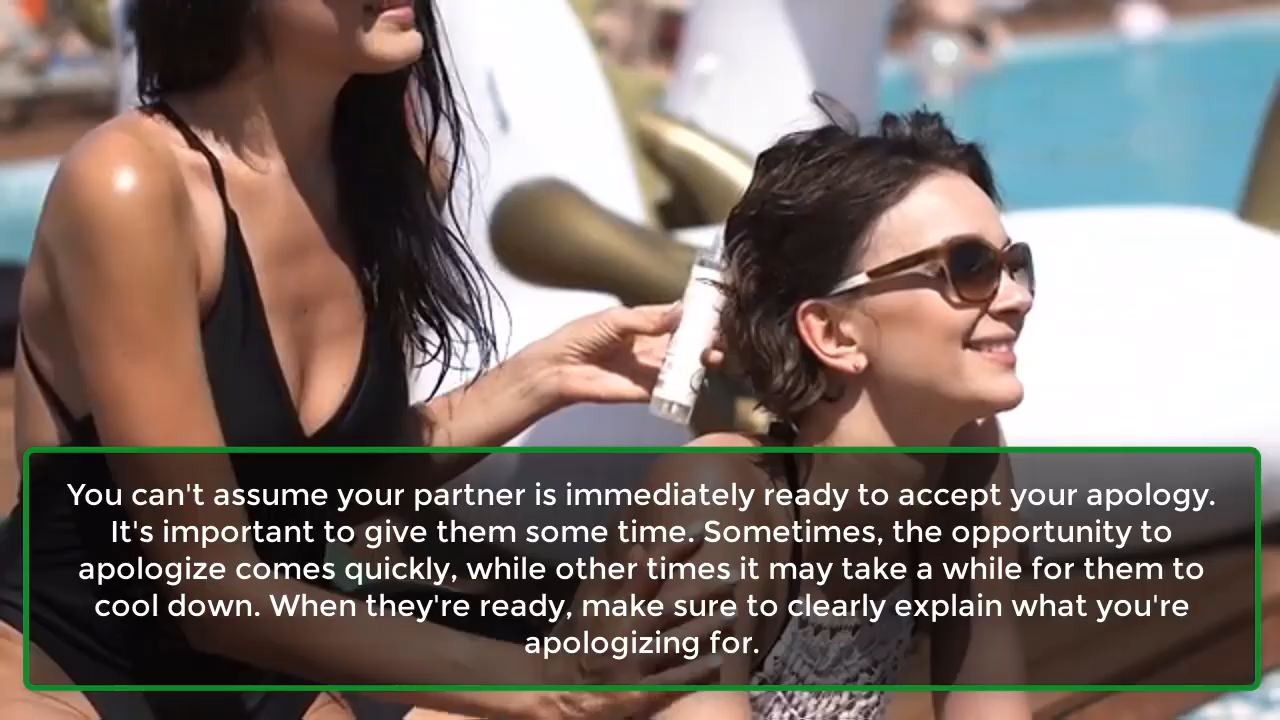 You can't assume your partner is immediately ready to accept your apology.
It's important to give them some time. Sometimes, the opportunity to
apologize comes quickly, while other times it may take a while for them to
cool down. When they're ready, make sure to clearly explain what you're
apologizing for.